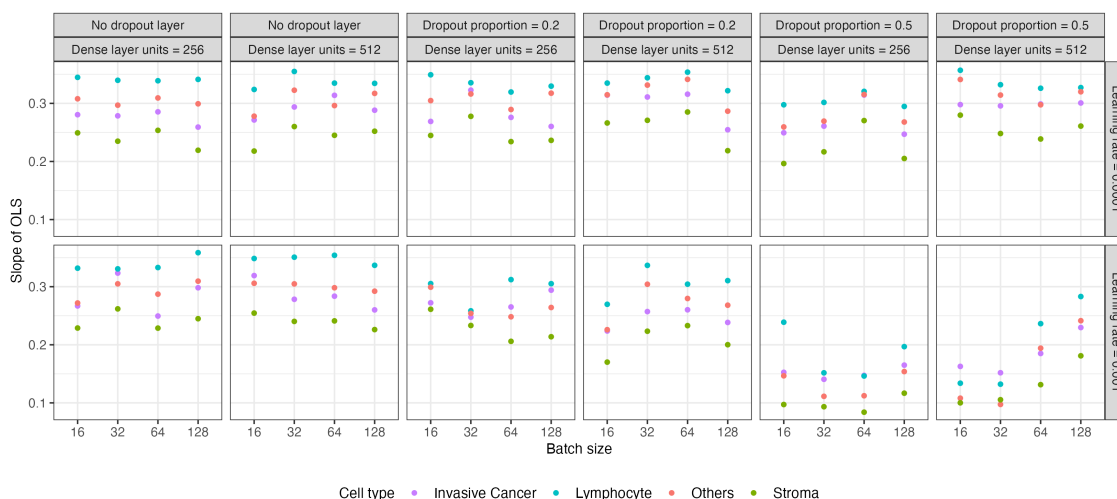 No dropout layer No dropout layer Dropout proportion = 0.2 Dropout proportion = 0.2 Dropout proportion = 0.5 Dropout proportion = 0.5
Dense layer units = 256 Dense layer units = 512 Dense layer units = 256 Dense layer units = 512 Dense layer units = 256 Dense layer units = 512
0.3
0.2
0.1
0.3
0.2
0.1
Slope of OLS
16 32 64 128 16 32 64 128 16 32 64 128 16 32 64 128 16 32 64 128 16 32 64 128
Batch size
Cell type Invasive Cancer Lymphocyte Others Stroma